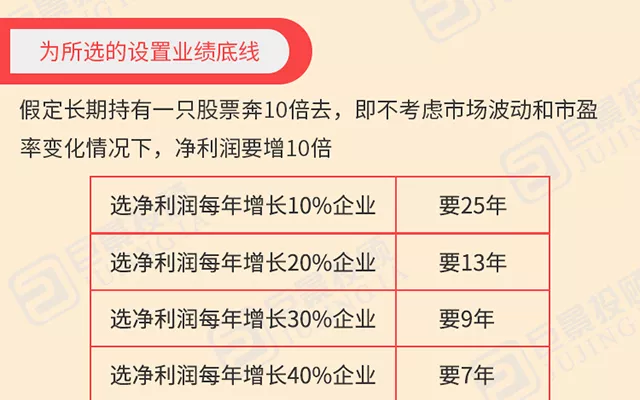 为所选的设置业绩底线
假定长期持有一只股票奔10倍去，即不考虑市场波动和市盈
率变化情况下，净利润要增10倍
选净利润每年增长10%企业 要25年
选净利润每年增长20%企业 要13年
选净利润每年增长30%企业 要9年
选净利润每年增长40%企业 要7年
巨景投顾
JUJINGTX